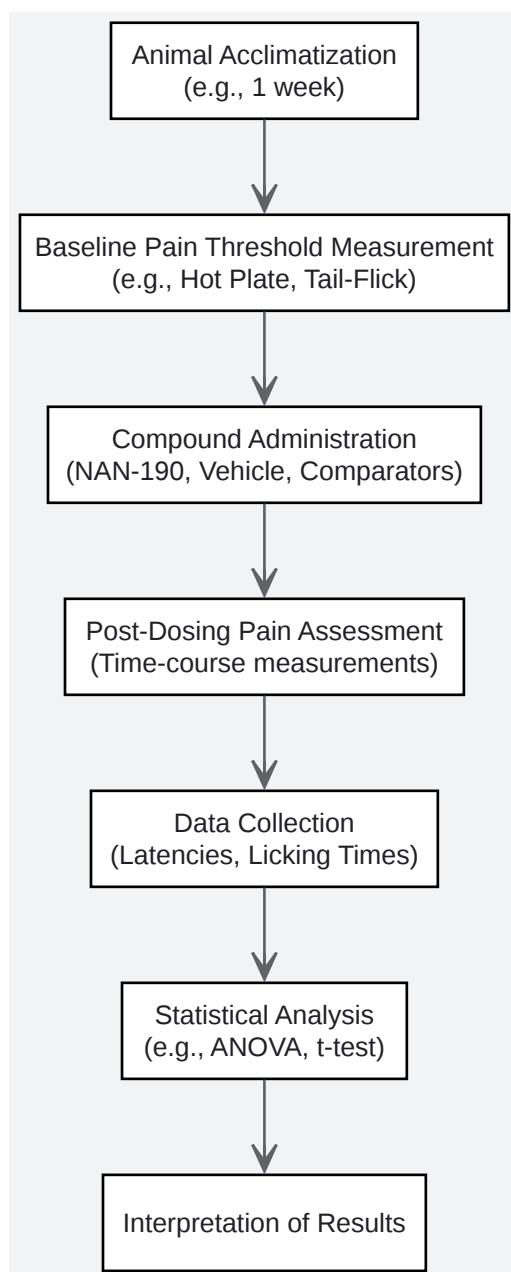 Animal Acclimatization
(e.g., 1 week)
Baseline Pain Threshold Measurement
(e.g., Hot Plate, Tail-Flick)
Compound Administration
(NAN-190, Vehicle, Comparators)
Post-Dosing Pain Assessment
(Time-course measurements)
Data Collection
(Latencies, Licking Times)
Statistical Analysis
(e.g., ANOVA, t-test)
Interpretation of Results